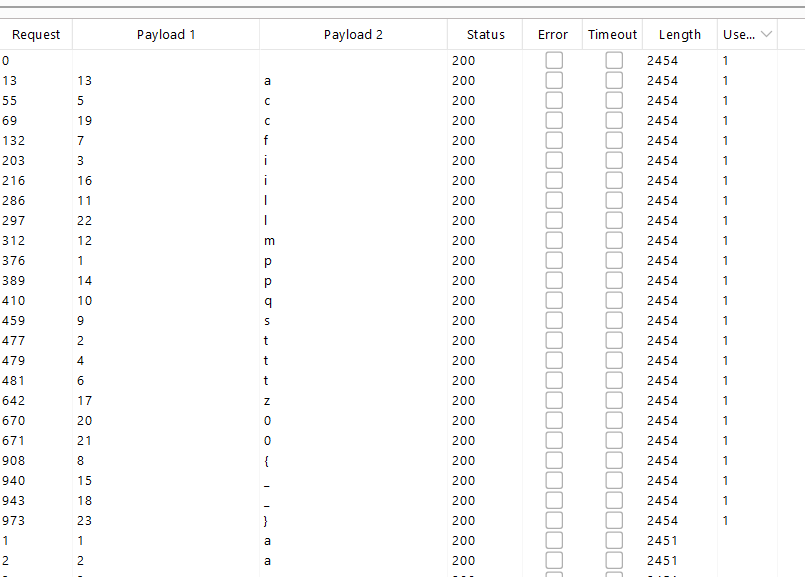 Request Payload 1 Payload 2 Status Error Timeout Length Use...
0 200 2454 1
13 13 a 200 2454 1
55 5 c 200 2454 1
69 19 c 200 2454 1
132 7 f 200 2454 1
203 3 i 200 2454 1
216 16 i 200 2454 1
286 11 l 200 2454 1
297 22 l 200 2454 1
312 12 m 200 2454 1
376 1 p 200 2454 1
389 14 p 200 2454 1
410 10 q 200 2454 1
459 9 s 200 2454 1
477 2 t 200 2454 1
479 4 t 200 2454 1
481 6 t 200 2454 1
642 17 z 200 2454 1
670 20 0 200 2454 1
671 21 0 200 2454 1
908 8 { 200 2454 1
940 15 _ 200 2454 1
943 18 _ 200 2454 1
973 23 } 200 2454 1
1 1 a 200 2451
2 2 a 200 2451